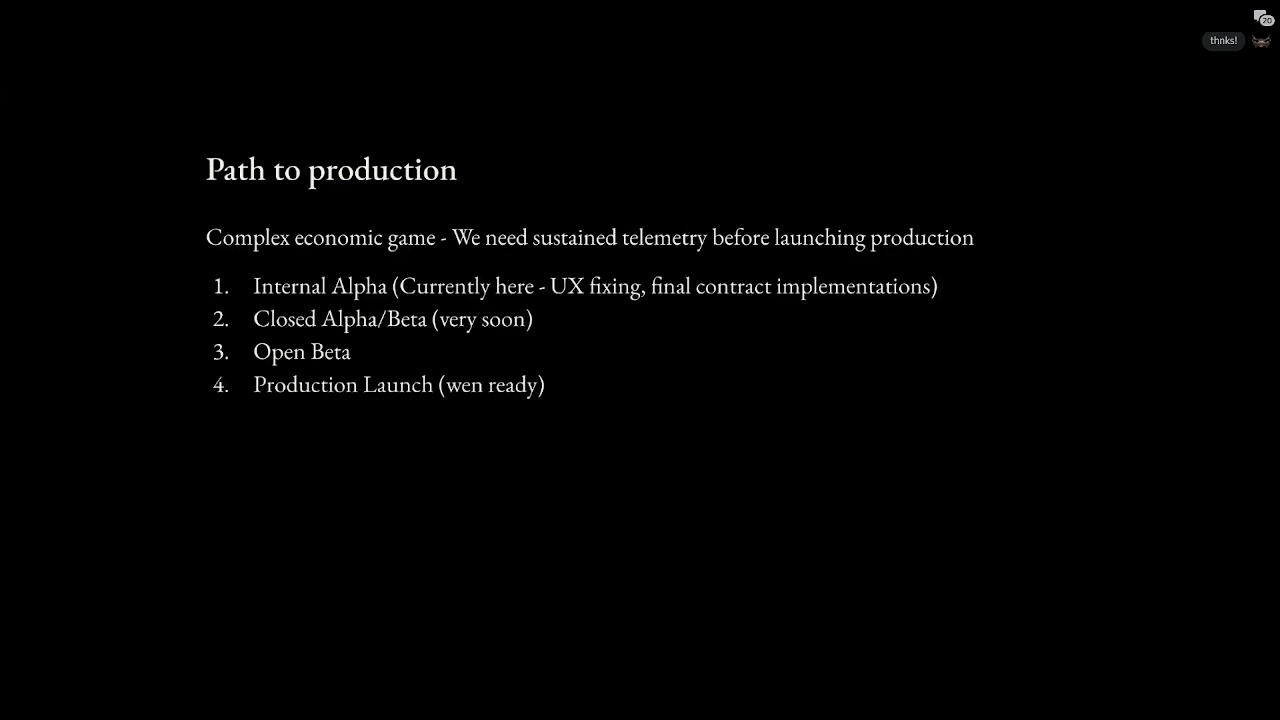 20
thnks!
Path to production
Complex economic game - We need sustained telemetry before launching production
1. Internal Alpha (Currently here - UX fixing, final contract implementations)
2. Closed Alpha/Beta (very soon)
3. Open Beta
4. Production Launch (wen ready)